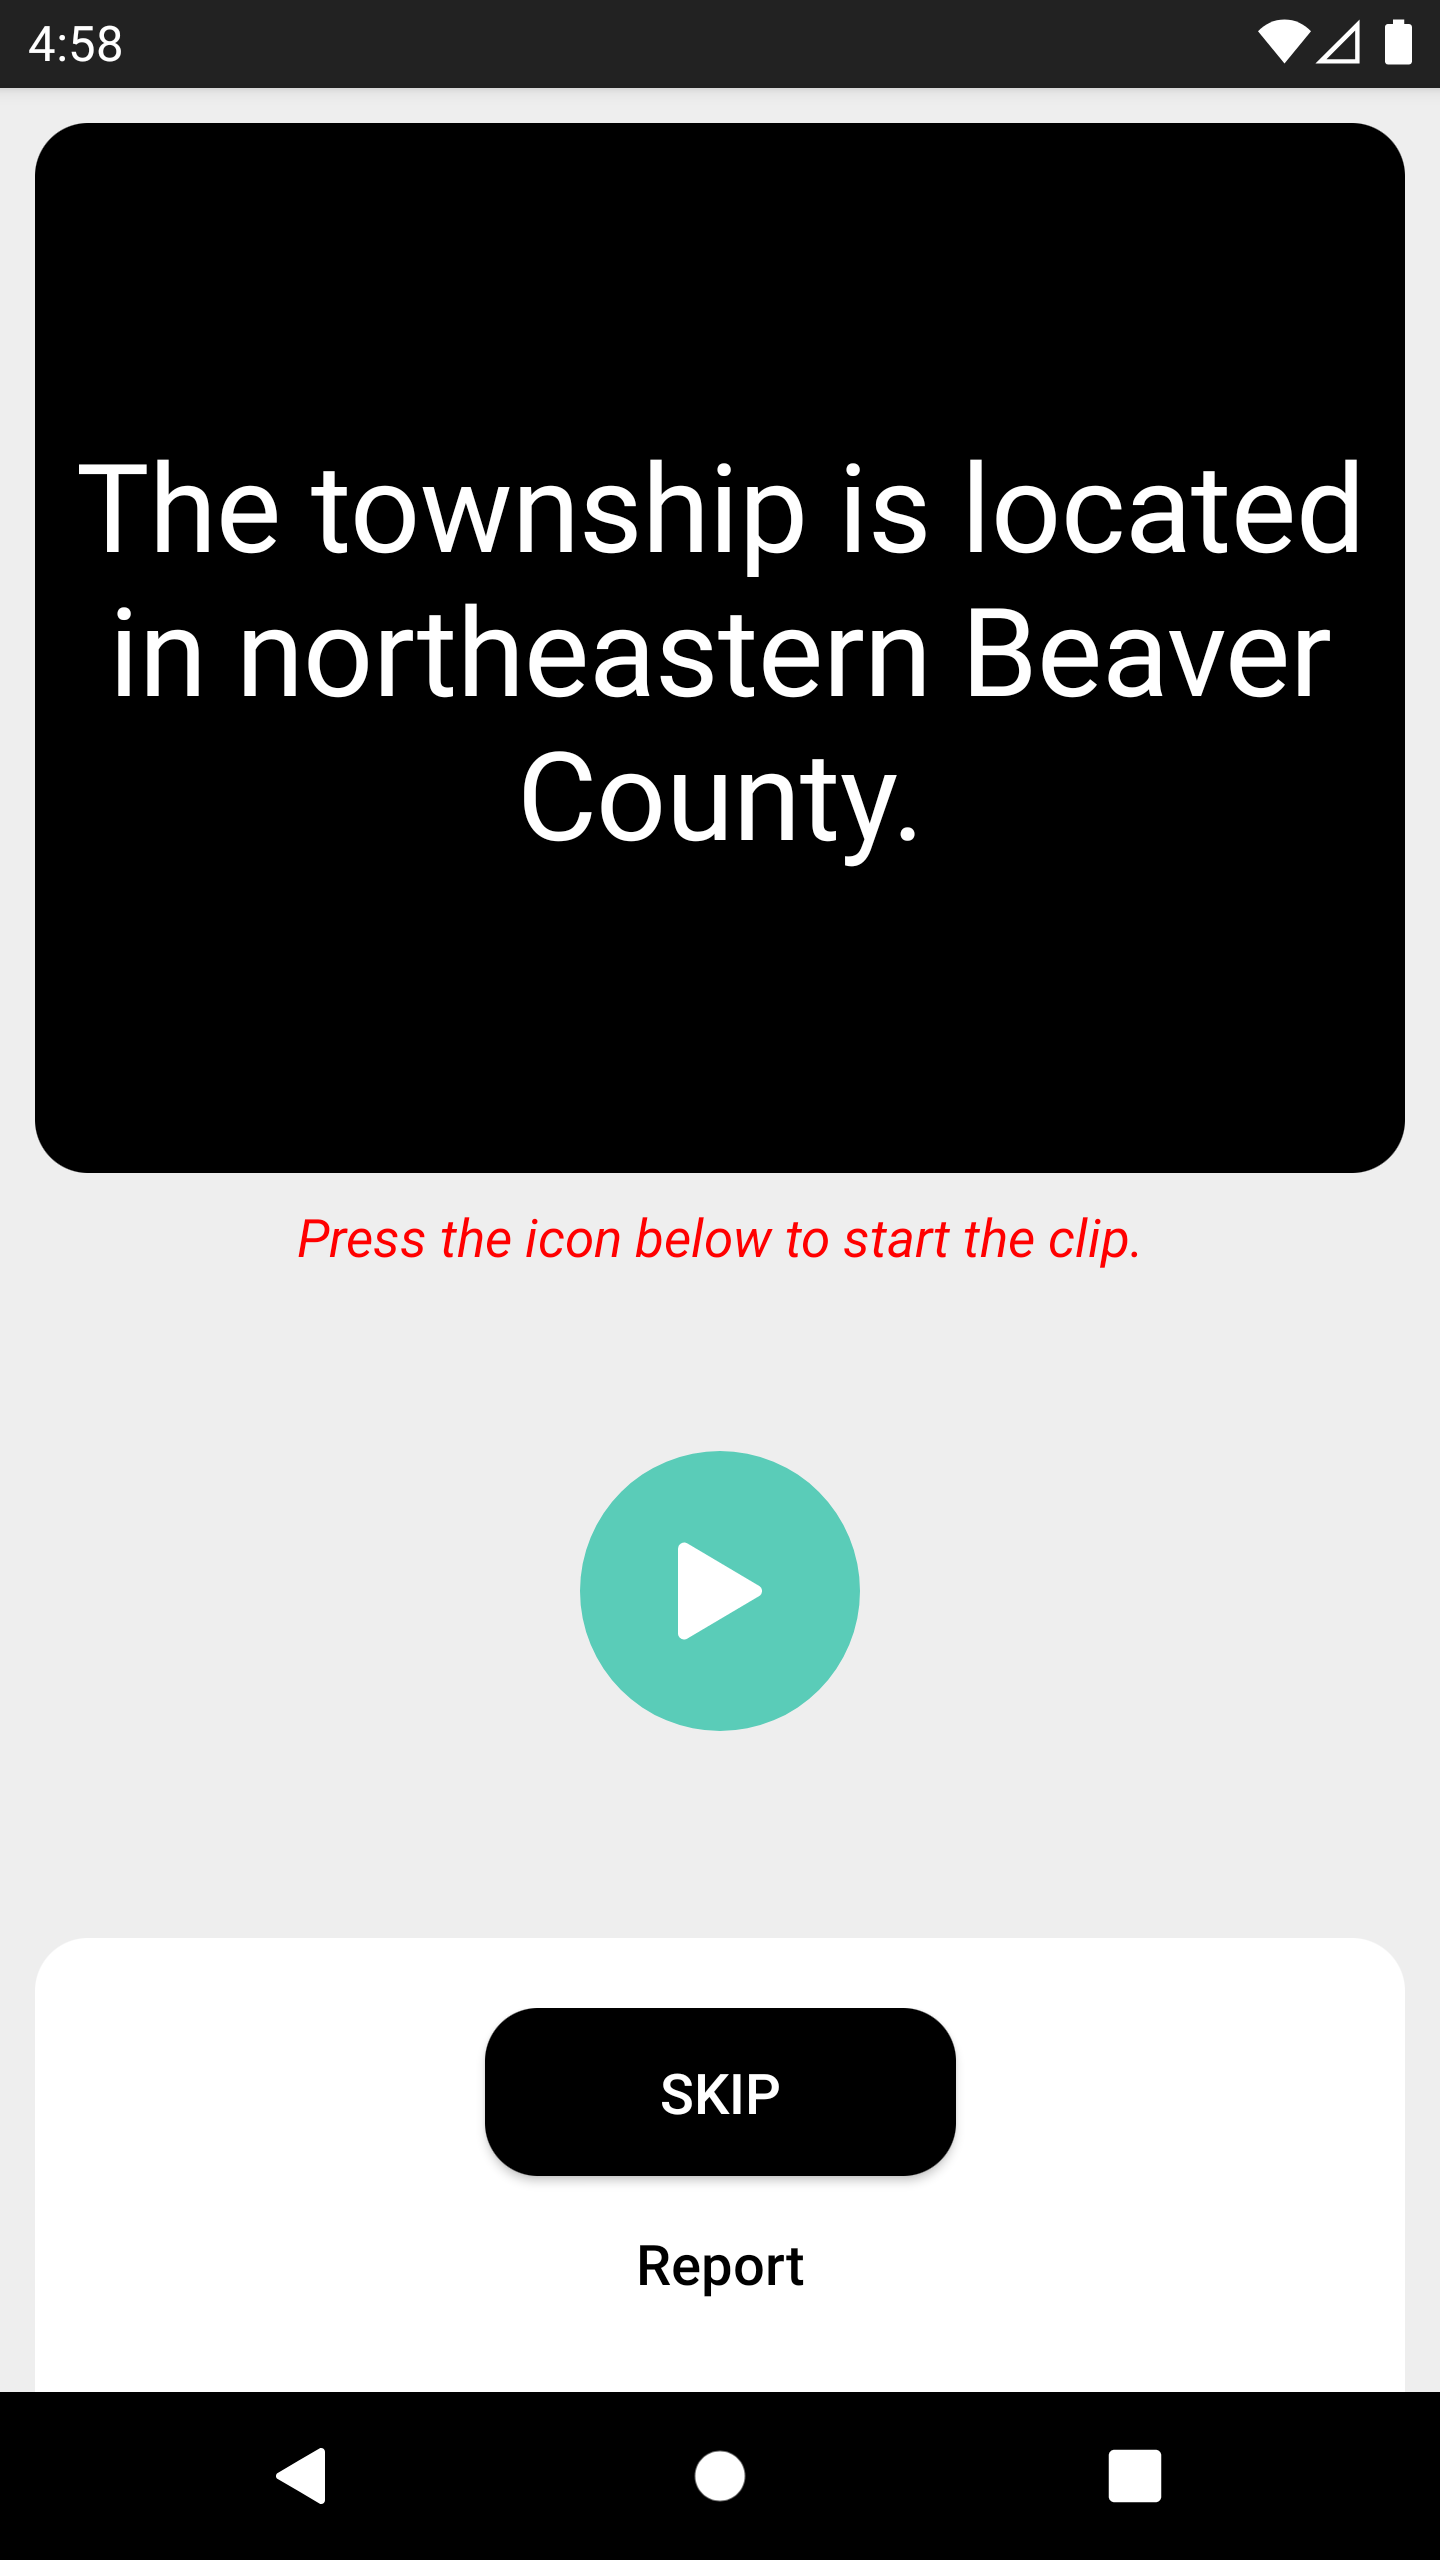 4:58
The township is located
in northeastern Beaver
County.
Press the icon below to start the clip.
SKIP
Report